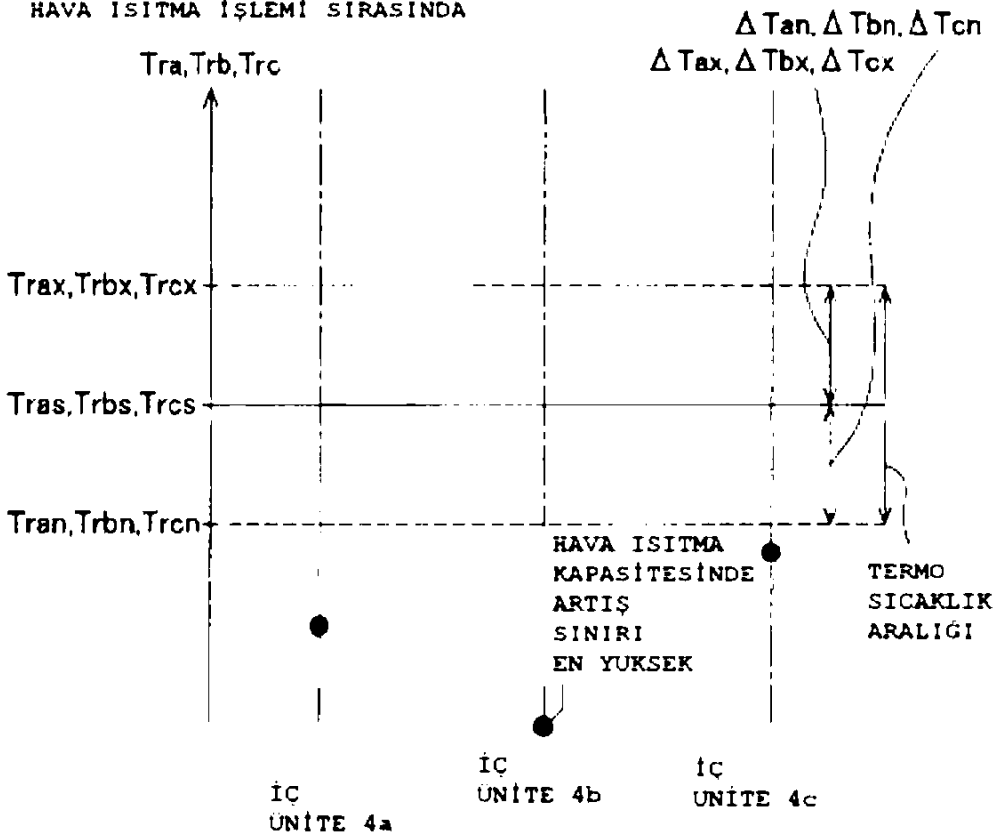 HAVA ISITMA İŞLEMİ SIRASINDA
Δ Tan, Δ Tbn, Δ Tcn
Δ Tax, Δ Tbx, Δ Tcx
Tra,Trb,Trc
Trax,Trbx,Trcx
Tras,Trbs,Trcs
Tran,Trbn,Trcn
HAVA ISITMA
KAPASİTESİNDE
ARTIŞ
SINIRI
EN YUKSEK
TERMO
SICAKLIK
ARALIĞI
İÇ
ÜNİTE 4a
İÇ
ÜNİTE 4b
İÇ
UNİTE 4c